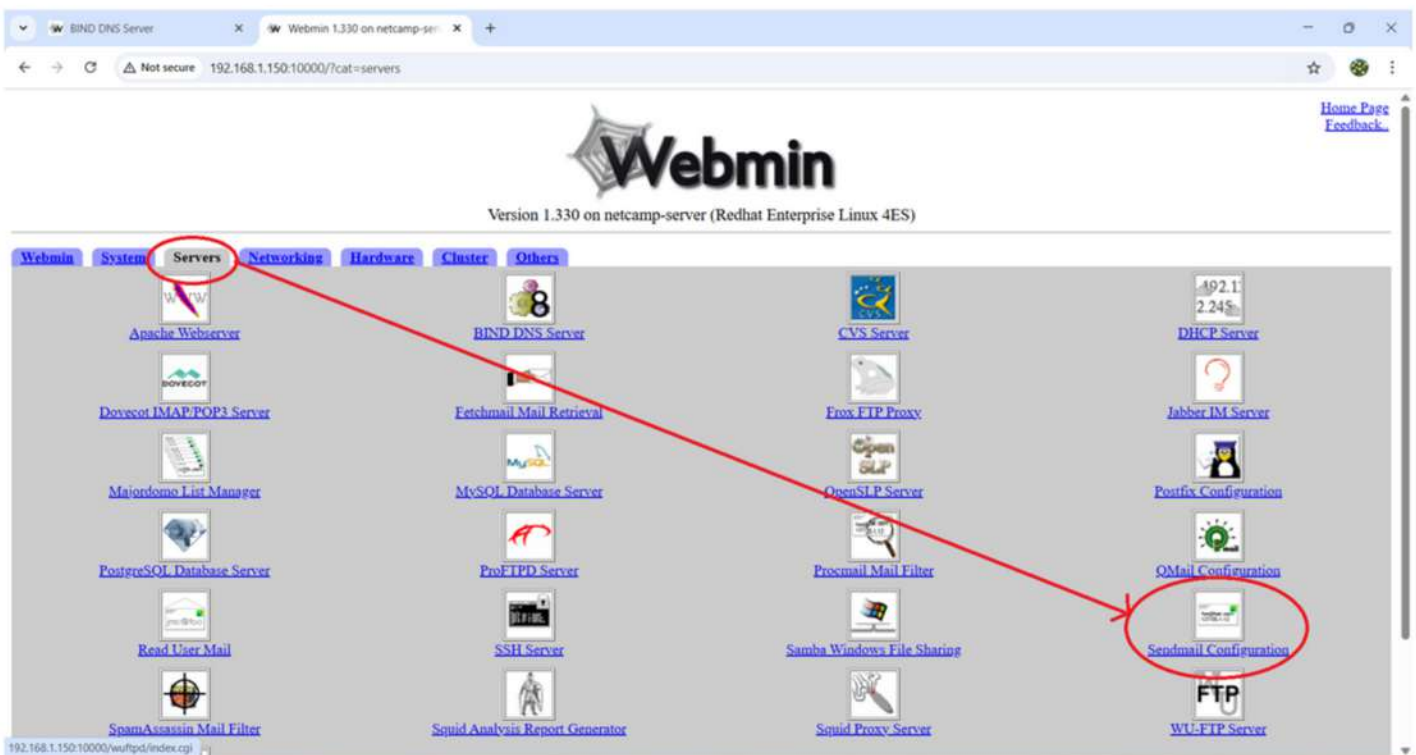 BIND DNS Server
Webmin 1.330 on netcamp-ser
Not secure 192.168.1.150:10000/?cat=servers
Home Page
Feedback..
Webmin
Version 1.330 on netcamp-server (Redhat Enterprise Linux 4ES)
Webmin System Servers Networking Hardware Cluster Others
Apache Webserver BIND DNS Server CVS Server DHCP Server
Dovecot IMAP/POP3 Server Fetchmail Mail Retrieval Frox FTP Proxy Jabber IM Server
Majordomo List Manager MySQL Database Server OpenSLP Server Postfix Configuration
PostgreSQL Database Server ProFTPD Server Procmail Mail Filter QMail Configuration
Read User Mail SSH Server Samba Windows File Sharing Sendmail Configuration
SpamAssassin Mail Filter Squid Analysis Report Generator Squid Proxy Server WU-FTP Server
192.168.1.150:10000/wuftpd/index.cgi